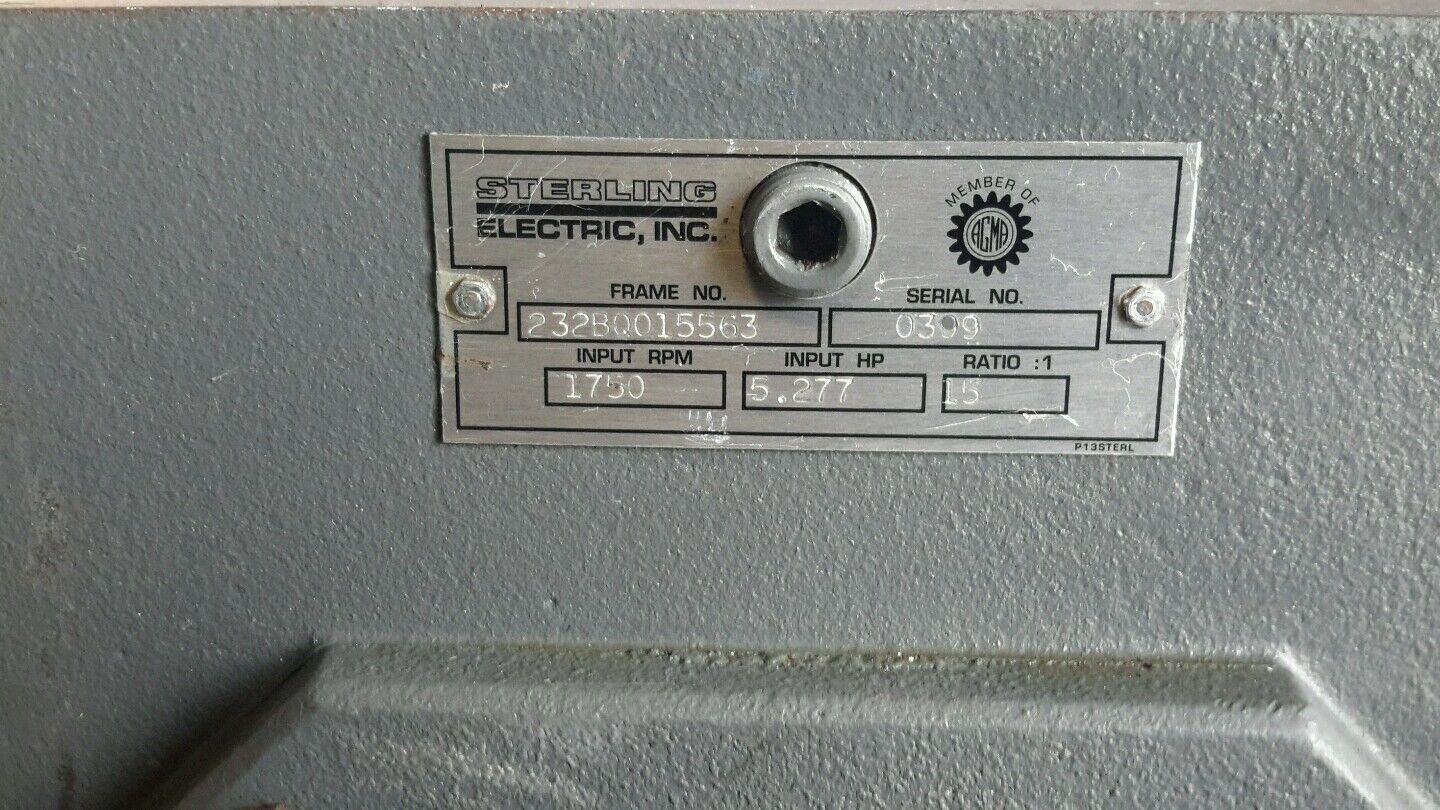 STERLING
ELECTRIC, INC.
MEMBER OF
AGMA
FRAME NO. SERIAL NO.
232BQ015563 0399
INPUT RPM INPUT HP RATIO :1
1750 5.277 15
P13STERL